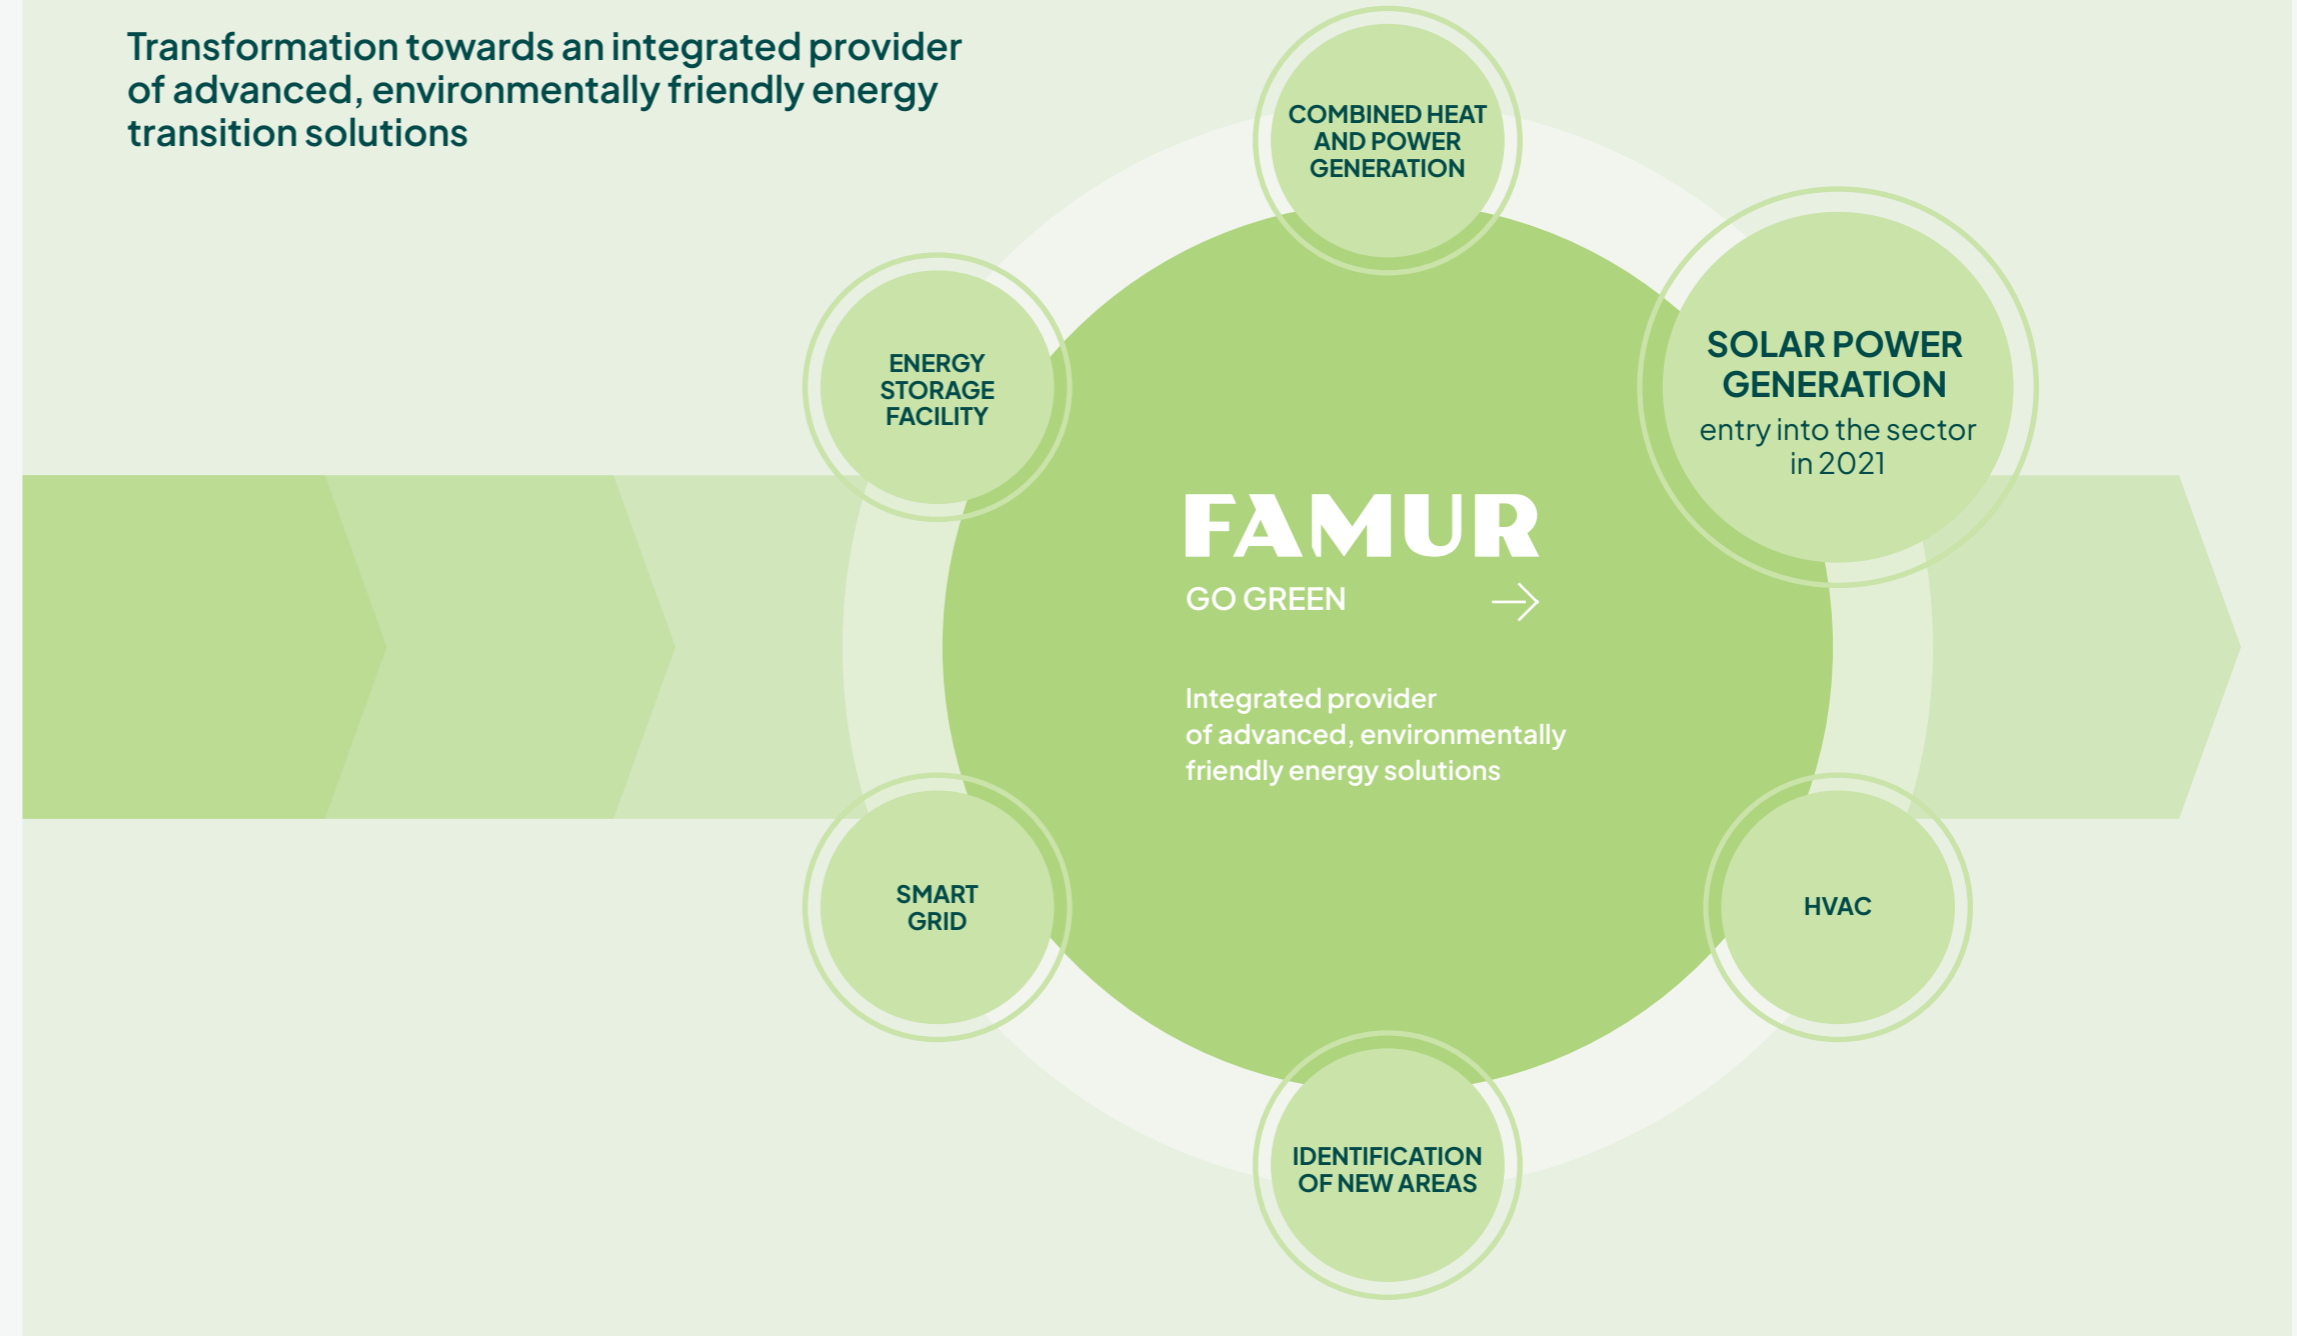 Transformation towards an integrated provider
of advanced, environmentally friendly energy
transition solutions
COMBINED HEAT
AND POWER
GENERATION
SOLAR POWER
GENERATION
entry into the sector
in 2021
ENERGY
STORAGE
FACILITY
FAMUR
GO GREEN
Integrated provider
of advanced, environmentally
friendly energy solutions
SMART
GRID
HVAC
IDENTIFICATION
OF NEW AREAS